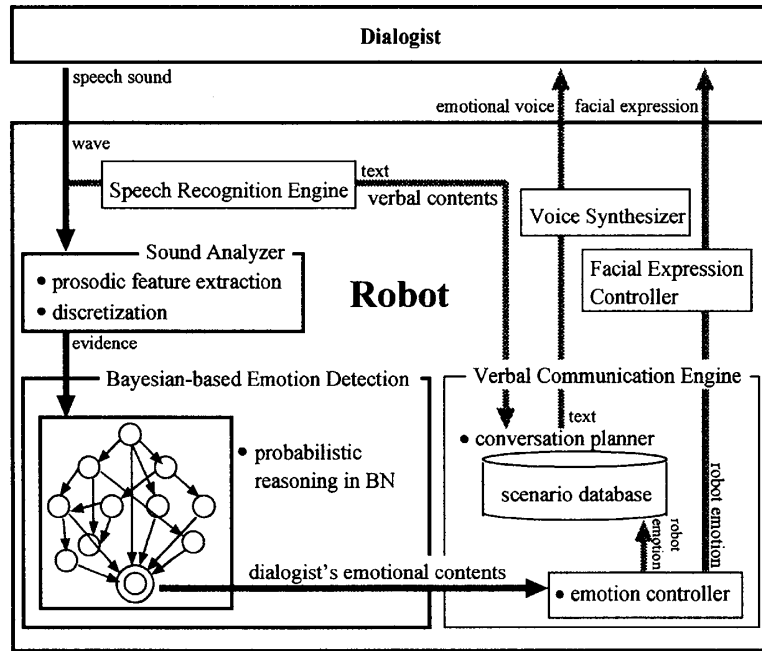 Dialogist
speech sound
emotional voice
facial expression
wave
Speech Recognition Engine
text
verbal contents
Voice Synthesizer
Sound Analyzer
• prosodic feature extraction
• discretization
Robot
Facial Expression
Controller
evidence
Bayesian-based Emotion Detection
Verbal Communication Engine
• probabilistic
reasoning in BN
text
• conversation planner
scenario database
robot
emotion
robot emotion
dialogist's emotional contents
• emotion controller